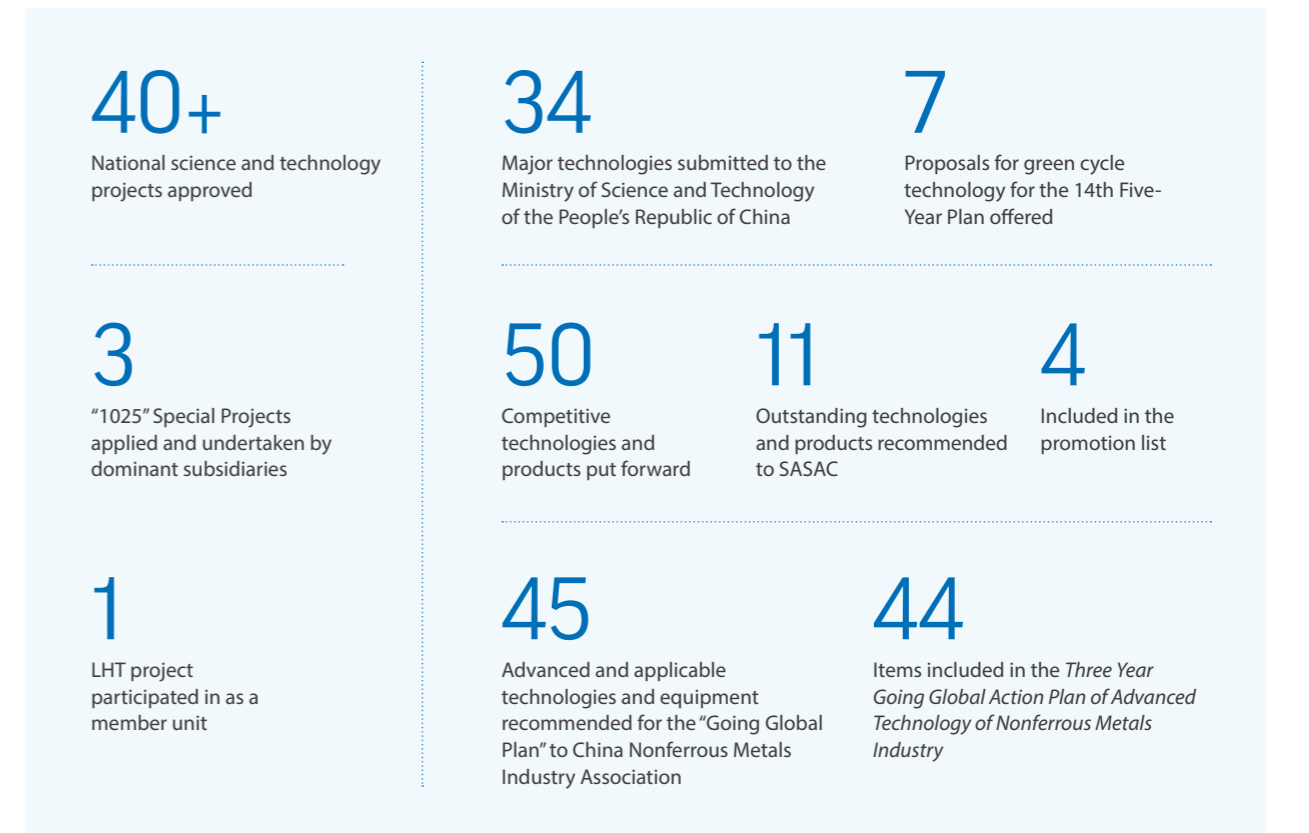 40+
National science and technology
projects approved
3
“1025” Special Projects
applied and undertaken by
dominant subsidiaries
1
LHT project
participated in as a
member unit
34
Major technologies submitted to the
Ministry of Science and Technology
of the People’s Republic of China
7
Proposals for green cycle
technology for the 14th Five-
Year Plan offered
50
Competitive
technologies and
products put forward
11
Outstanding technologies
and products recommended
to SASAC
4
Included in the
promotion list
45
Advanced and applicable
technologies and equipment
recommended for the “Going Global
Plan” to China Nonferrous Metals
Industry Association
44
Items included in the Three Year
Going Global Action Plan of Advanced
Technology of Nonferrous Metals
Industry